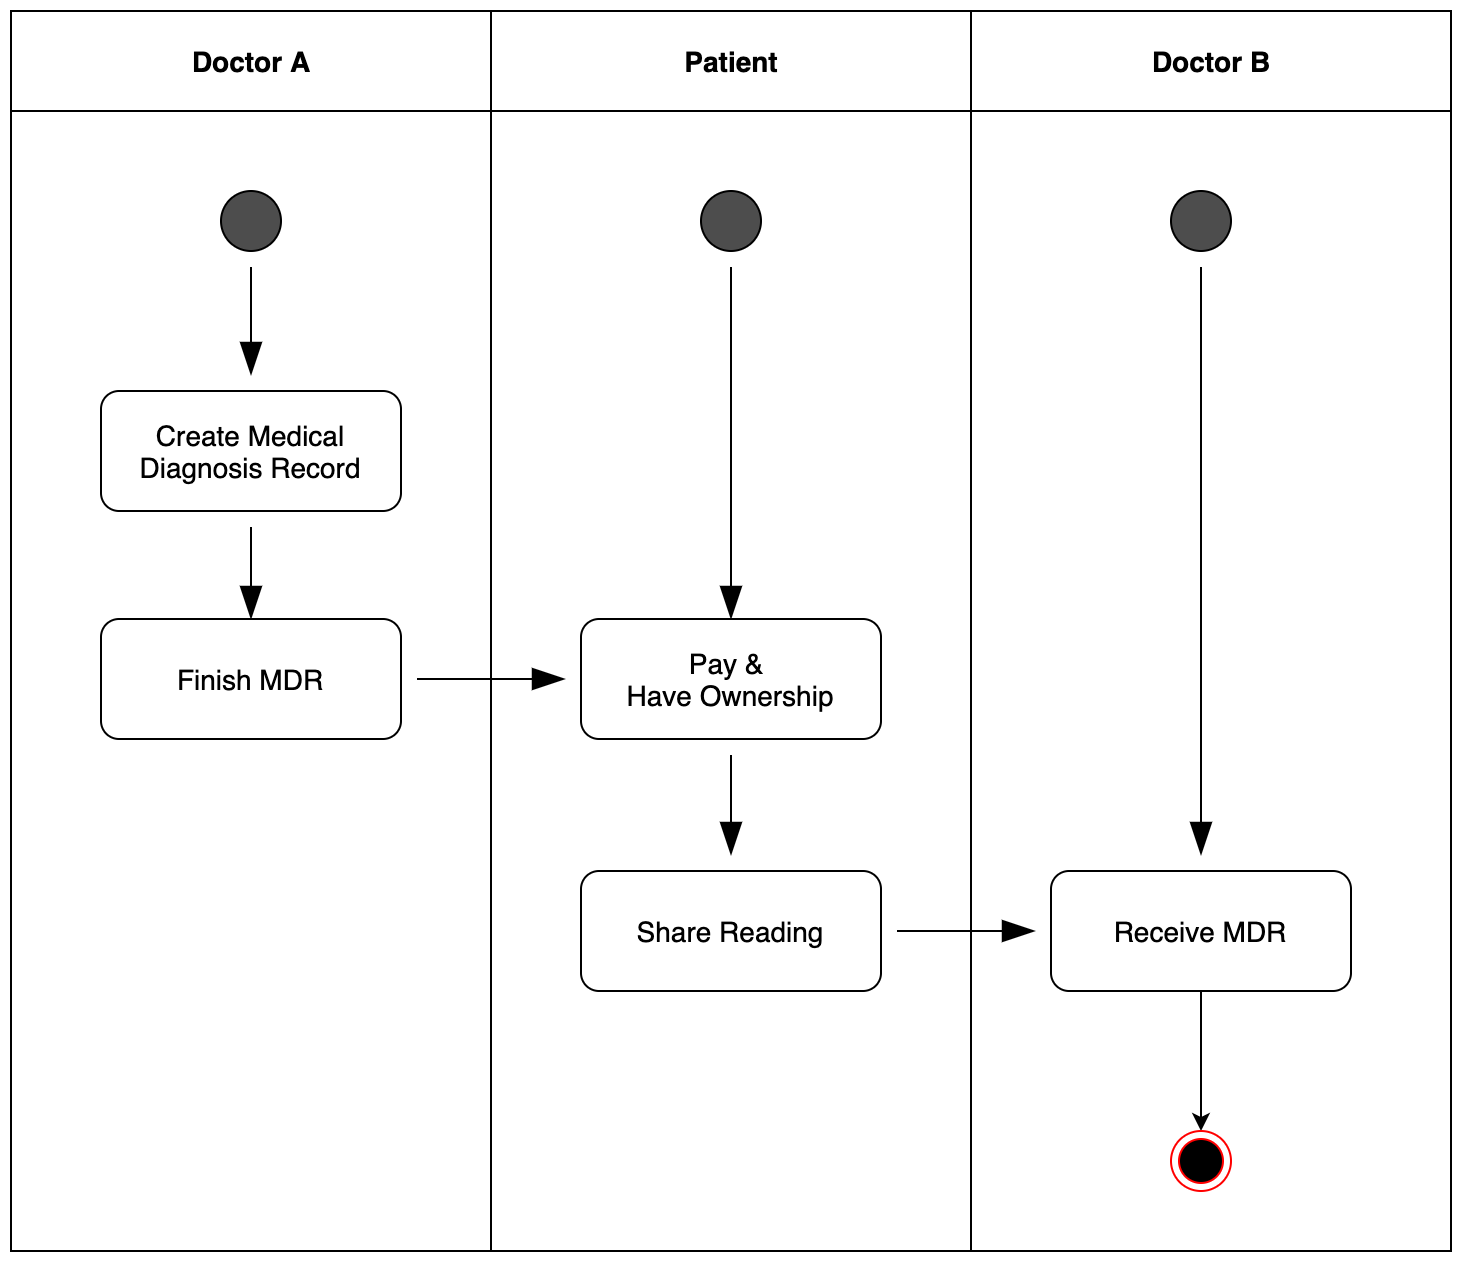 Doctor A
Patient
Doctor B
Create Medical
Diagnosis Record
Finish MDR
Pay &
Have Ownership
Share Reading
Receive MDR